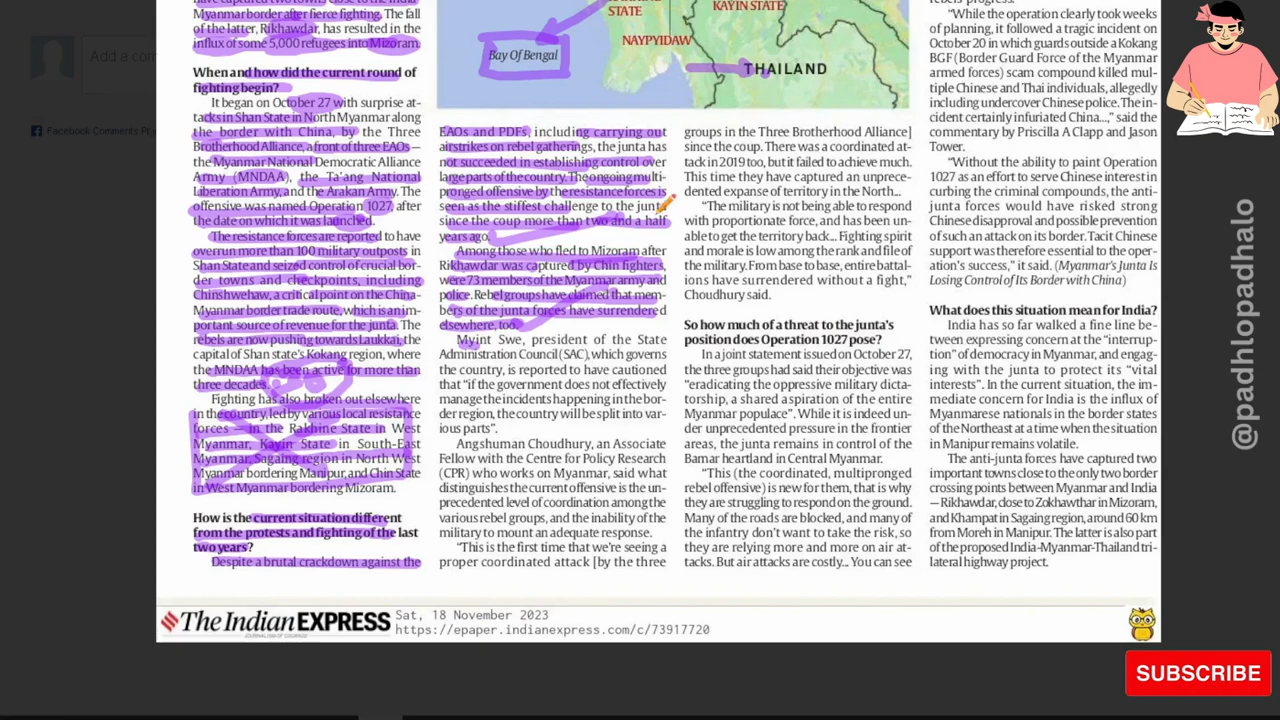 have captured two towns close to the India-
Myanmar border after fierce fighting. The fall
of the latter, Rikhawdar, has resulted in the
influx of some 5,000 refugees into Mizoram.
When and how did the current round of
fighting begin?
It began on October 27 with surprise at-
tacks in Shan State in North Myanmar along
the border with China, by the Three
Brotherhood Alliance, a front of three EAOs —
the Myanmar National Democratic Alliance
Army (MNDAA), the Ta'ang National
Liberation Army, and the Arakan Army. The
offensive was named Operation 1027, after
the date on which it was launched.
The resistance forces are reported to have
overrun more than 100 military outposts in
Shan State and seized control of crucial bor-
der towns and checkpoints, including
Chinshwehaw, a critical point on the China-
Myanmar border trade route, which is an im-
portant source of revenue for the junta. The
rebels are now pushing towards Laukkai, the
capital of Shan state's Kokang region, where
the MNDAA has been active for more than
three decades.
Fighting has also broken out elsewhere
in the country, led by various local resistance
forces — in the Rakhine State in West
Myanmar, Kayin State in South-East
Myanmar, Sagaing region in North West
Myanmar bordering Manipur, and Chin State
in West Myanmar bordering Mizoram.
How is the current situation different
from the protests and fighting of the last
two years?
Despite a brutal crackdown against the
STATE
KAYIN STATE
NAYPYIDAW
Bay Of Bengal
THAILAND
EAOs and PDFs, including carrying out
airstrikes on rebel gatherings, the junta has
not succeeded in establishing control over
large parts of the country. The ongoing multi-
pronged offensive by the resistance forces is
seen as the stiffest challenge to the junta
since the coup more than two and a half
years ago.
Among those who fled to Mizoram after
Rikhawdar was captured by Chin fighters,
were 73 members of the Myanmar army and
police. Rebel groups have claimed that mem-
bers of the junta forces have surrendered
elsewhere, too.
Myint Swe, president of the State
Administration Council (SAC), which governs
the country, is reported to have cautioned
that "if the government does not effectively
manage the incidents happening in the bor-
der region, the country will be split into var-
ious parts".
Angshuman Choudhury, an Associate
Fellow with the Centre for Policy Research
(CPR) who works on Myanmar, said what
distinguishes the current offensive is the un-
precedented level of coordination among the
various rebel groups, and the inability of the
military to mount an adequate response.
"This is the first time that we're seeing a
proper coordinated attack [by the three
groups in the Three Brotherhood Alliance]
since the coup. There was a coordinated at-
tack in 2019 too, but it failed to achieve much.
This time they have captured an unprece-
dented expanse of territory in the North...
"The military is not being able to respond
with proportionate force, and has been un-
able to get the territory back... Fighting spirit
and morale is low among the rank and file of
the military. From base to base, entire battal-
ions have surrendered without a fight,"
Choudhury said.
So how much of a threat to the junta's
position does Operation 1027 pose?
In a joint statement issued on October 27,
the three groups had said their objective was
"eradicating the oppressive military dicta-
torship, a shared aspiration of the entire
Myanmar populace". While it is indeed un-
der unprecedented pressure in the frontier
areas, the junta remains in control of the
Bamar heartland in Central Myanmar.
"This (the coordinated, multipronged
rebel offensive) is new for them, that is why
they are struggling to respond on the ground.
Many of the roads are blocked, and many of
the infantry don't want to take the risk, so
they are relying more and more on air at-
tacks. But air attacks are costly... You can see
"While the operation clearly took weeks
of planning, it followed a tragic incident on
October 20 in which guards outside a Kokang
BGF (Border Guard Force of the Myanmar
armed forces) scam compound killed mul-
tiple Chinese and Thai individuals, allegedly
including undercover Chinese police. The in-
cident certainly infuriated China...," said the
commentary by Priscilla A Clapp and Jason
Tower.
"Without the ability to paint Operation
1027 as an effort to serve Chinese interest in
curbing the criminal compounds, the anti-
junta forces would have risked strong
Chinese disapproval and possible prevention
of such an attack on its border. Tacit Chinese
support was therefore essential to the oper-
ation's success," it said. (Myanmar's Junta Is
Losing Control of Its Border with China)
What does this situation mean for India?
India has so far walked a fine line be-
tween expressing concern at the "interrup-
tion" of democracy in Myanmar, and engag-
ing with the junta to protect its "vital
interests". In the current situation, the im-
mediate concern for India is the influx of
Myanmarese nationals in the border states
of the Northeast at a time when the situation
in Manipur remains volatile.
The anti-junta forces have captured two
important towns close to the only two border
crossing points between Myanmar and India
— Rikhawdar, close to Zokhawthar in Mizoram,
and Khampat in Sagaing region, around 60 km
from Moreh in Manipur. The latter is also part
of the proposed India-Myanmar-Thailand tri-
lateral highway project.
The Indian EXPRESS
JOURNALISM OF COURAGE
Sat, 18 November 2023
https://epaper.indianexpress.com/c/73917720
Add a com
Facebook Comments
@padhlopadhalo
SUBSCRIBE